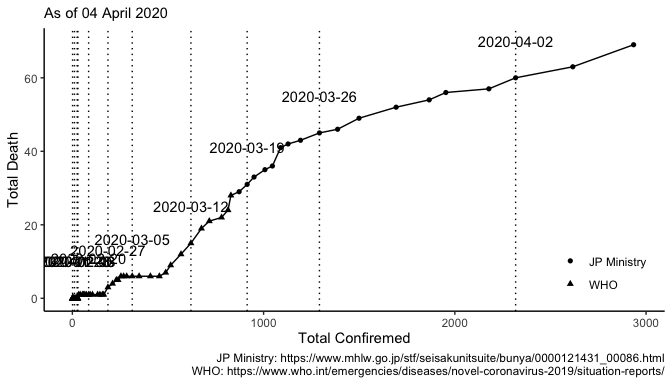 As of 04 April 2020
2020-04-02
2020-03-26
2020-03-19
2020-03-12
2020-03-05
2020-02-27
Total Death
60
40
20
0
JP Ministry
WHO
0
1000
2000
3000
Total Confiremed
JP Ministry: https://www.mhlw.go.jp/stf/seisakunitsuite/bunya/0000121431_00086.html
WHO: https://www.who.int/emergencies/diseases/novel-coronavirus-2019/situation-reports/